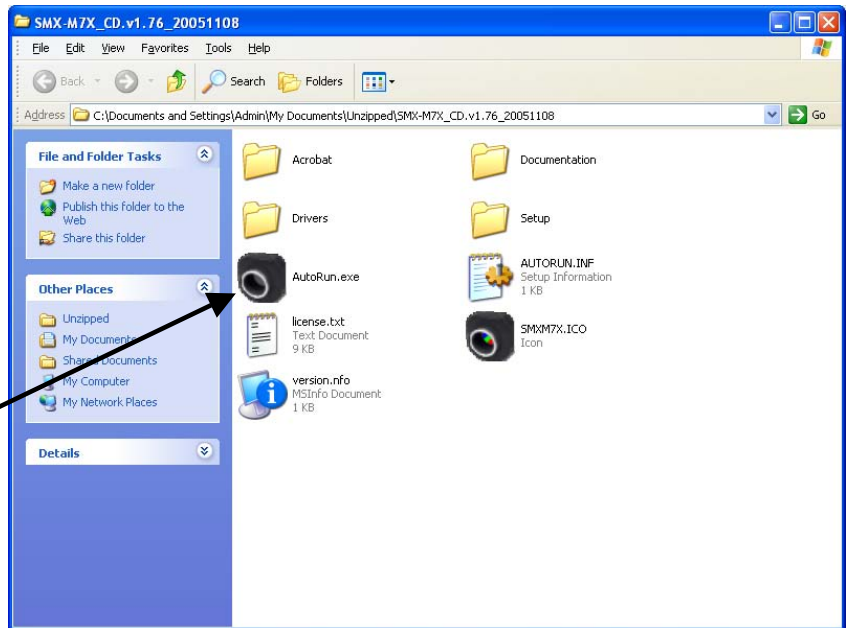 SMX-M7X_CD.v1.76_20051108
File Edit View Favorites Tools Help
Back Search Folders
Address C:\Documents and Settings\Admin\My Documents\Unzipped\SMX-M7X_CD.v1.76_20051108 Go
File and Folder Tasks
Make a new folder
Publish this folder to the
Web
Share this folder
Other Places
Unzipped
My Documents
Shared Documents
My Computer
My Network Places
Details
Acrobat
Documentation
Drivers
Setup
AutoRun.exe
AUTORUN.INF
Setup Information
1 KB
license.txt
Text Document
9 KB
SMXM7X.ICO
Icon
version.nfo
MSInfo Document
1 KB